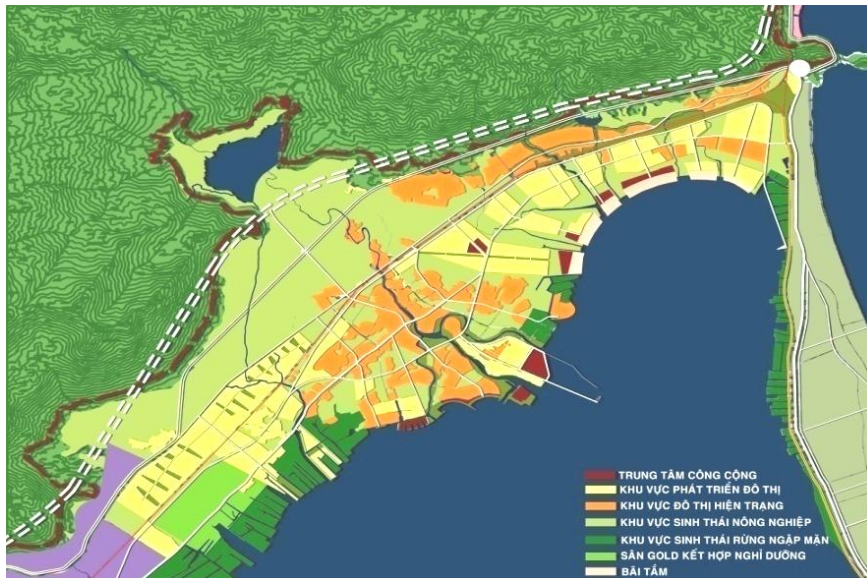 TRUNG TÂM CÔNG CỘNG
KHU VỰC PHÁT TRIỂN ĐÔ THỊ
KHU VỰC ĐÔ THỊ HIỆN TRẠNG
KHU VỰC SINH THÁI NÔNG NGHIỆP
KHU VỰC SINH THÁI RỪNG NGẬP MẶN
SÂN GOLD KẾT HỢP NGHỈ DƯỠNG
BÃI TẮM